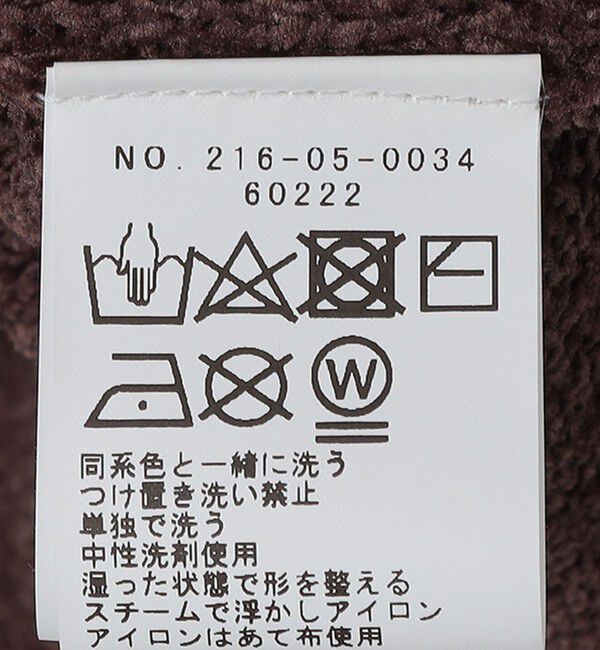 NO. 216-05-0034
60222
W
同系色と一緒に洗う
つけ置き洗い禁止
単独で洗う
中性洗剤使用
湿った状態で形を整える
スチームで浮かしアイロン
アイロンはあて布使用